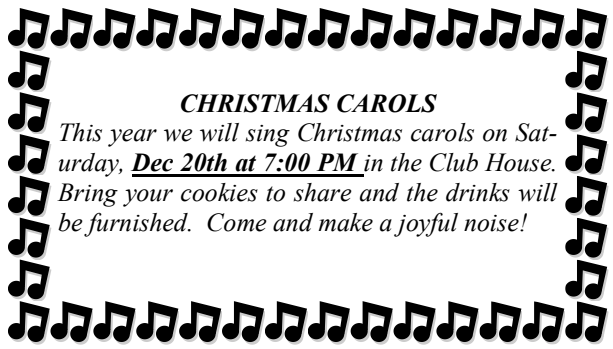 CHRISTMAS CAROLS
This year we will sing Christmas carols on Sat-
urday, Dec 20th at 7:00 PM in the Club House.
Bring your cookies to share and the drinks will
be furnished.  Come and make a joyful noise!